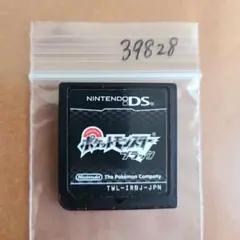 39828
NINTENDO DS
ポケットモンスター
ブラック
Nintendo
The Pokémon Company
TWL-IRBJ-JPN